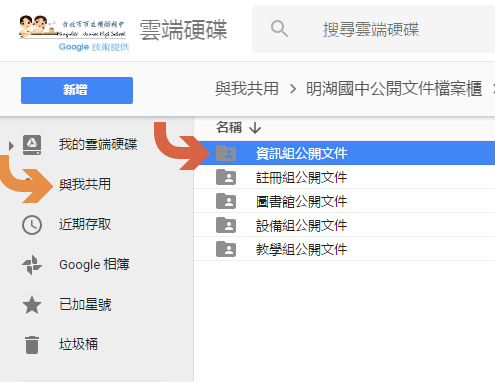 台北市市立明湖國中
Google 技術提供
雲端硬碟
搜尋雲端硬碟
新增
與我共用 > 明湖國中公開文件檔案櫃 >
名稱 ↓
我的雲端硬碟
與我共用
近期存取
Google 相簿
已加星號
垃圾桶
資訊組公開文件
註冊組公開文件
圖書館公開文件
設備組公開文件
教學組公開文件